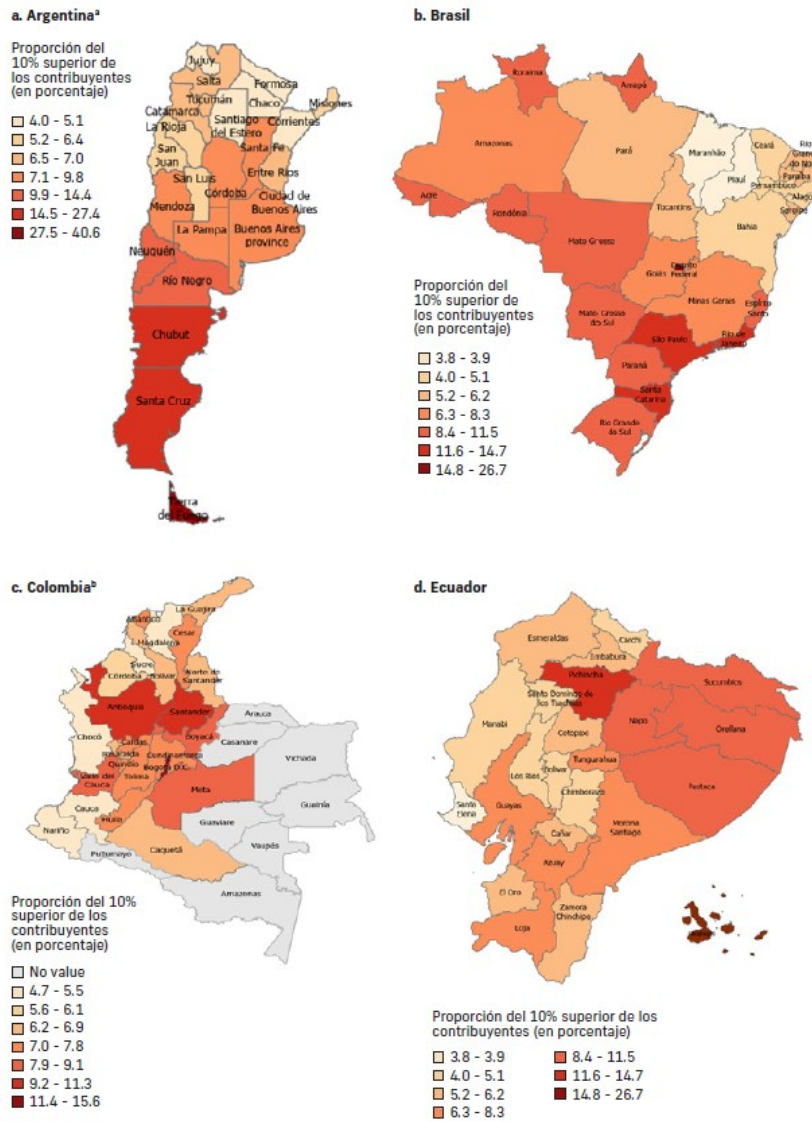 a. Argentinaª
Proporción del
10% superior de
los contribuyentes
(en porcentaje)
4.0 - 5.1
5.2 - 6.4
6.5 - 7.0
7.1 - 9.8
9.9 - 14.4
14.5 - 27.4
27.5 - 40.6
Jujuy
Salta
Formosa
Tucumán
Chaco
Misiones
Catamarca
Santiago
del Estero
Corrientes
La Rioja
Santa Fe
San
Juan
Entre Ríos
San Luis
Córdoba
Ciudad de
Buenos Aires
Mendoza
Buenos Aires
province
La Pampa
Neuquén
Río Negro
Chubut
Santa Cruz
Tierra
del Fuego
b. Brasil
Roraima
Amapá
Amazonas
Pará
Maranhão
Ceará
Rio
Grande
do No
Paraíba
Piauí
Pernambuco
Alago
Sergipe
Acre
Rondônia
Tocantins
Bahia
Mato Grosso
Goiás
Distrito
Federal
Minas Gerais
Espírito
Santo
Mato Grosso
do Sul
São Paulo
Rio de
Janeiro
Paraná
Santa
Catarina
Rio Grande
do Sul
Proporción del
10% superior de
los contribuyentes
(en porcentaje)
3.8 - 3.9
4.0 - 5.1
5.2 - 6.2
6.3 - 8.3
8.4 - 11.5
11.6 - 14.7
14.8 - 26.7
c. Colombiaᵇ
La Guajira
Atlántico
Magdalena
Cesar
Sucre
Córdoba
Bolívar
Norte de
Santander
Antioquia
Santander
Arauca
Chocó
Boyacá
Casanare
Caldas
Risaralda
Cundinamarca
Vichada
Quindío
Bogotá D.C.
Valle del
Cauca
Tolima
Meta
Guainía
Cauca
Huila
Guaviare
Nariño
Caquetá
Vaupés
Putumayo
Amazonas
Proporción del 10%
superior de los
contribuyentes
(en porcentaje)
No value
4.7 - 5.5
5.6 - 6.1
6.2 - 6.9
7.0 - 7.8
7.9 - 9.1
9.2 - 11.3
11.4 - 15.6
d. Ecuador
Esmeraldas
Carchi
Imbabura
Pichincha
Sucumbíos
Santo Domingo de
los Tsáchilas
Napo
Orellana
Manabí
Cotopaxi
Tungurahua
Los Ríos
Bolívar
Pastaza
Chimborazo
Santa
Elena
Guayas
Morona
Santiago
Cañar
Azuay
El Oro
Zamora
Chinchipe
Loja
Proporción del 10% superior de los
contribuyentes (en porcentaje)
3.8 - 3.9
4.0 - 5.1
5.2 - 6.2
6.3 - 8.3
8.4 - 11.5
11.6 - 14.7
14.8 - 26.7